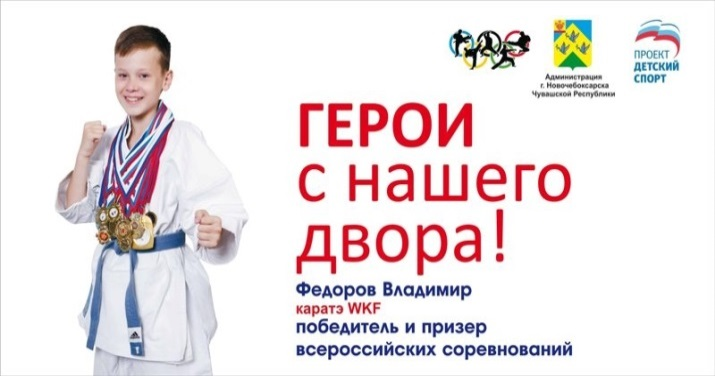 Администрация
г. Новочебоксарска
Чувашской Республики
ПРОЕКТ
ДЕТСКИЙ
СПОРТ
ГЕРОИ
с нашего
двора!
Федоров Владимир
каратэ WKF
победитель и призер
всероссийских соревнований